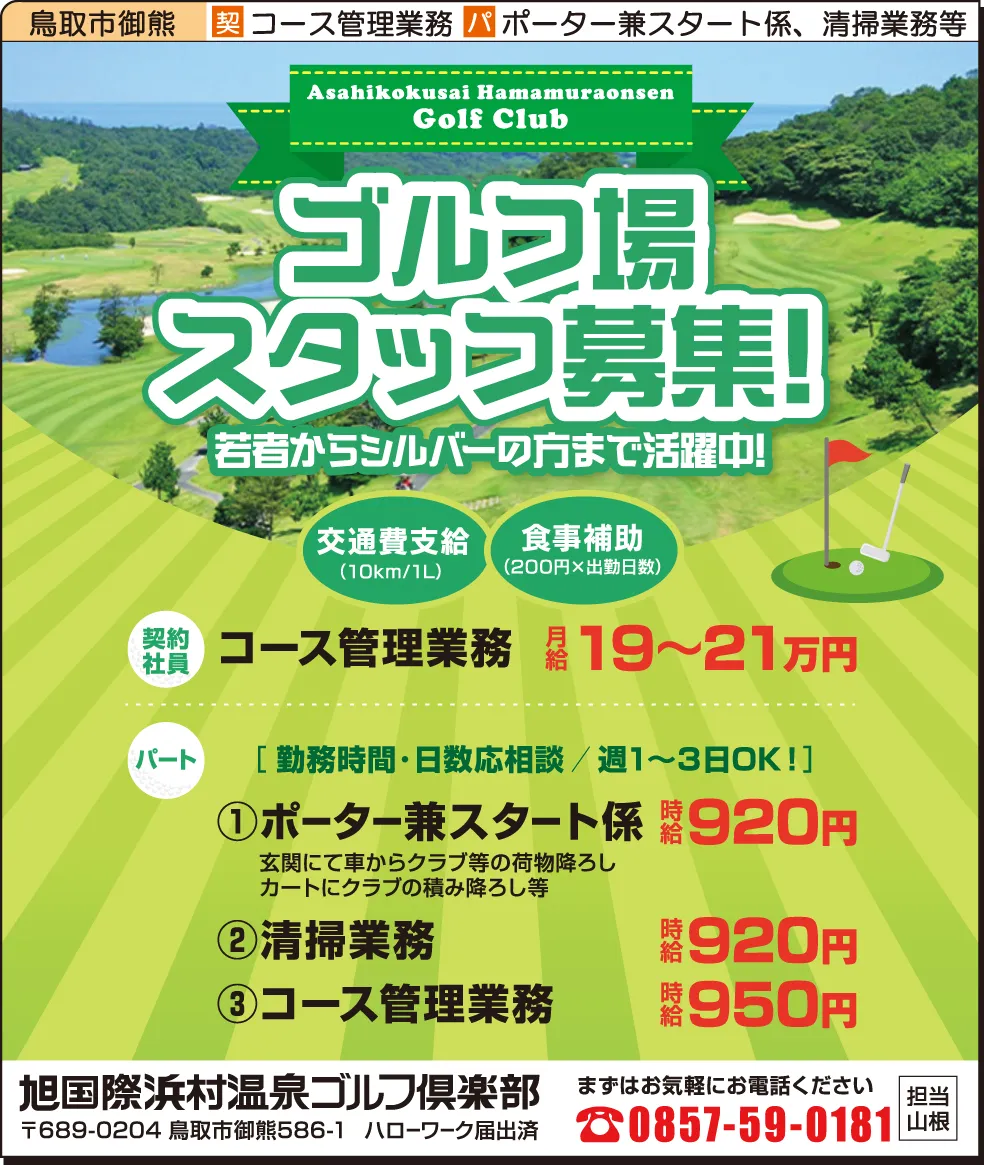 鳥取市御熊 契 コース管理業務 パ ポーター兼スタート係、清掃業務等
Asahikokusai Hamamuraonsen
Golf Club
ゴルフ場
スタッフ募集!
若者からシルバーの方まで活躍中!
交通費支給
(10km/1L)
食事補助
(200円×出勤日数)
契約
社員
コース管理業務 月給 19〜21万円
パート
[ 勤務時間・日数応相談 / 週1〜3日OK! ]
①ポーター兼スタート係 時給 920円
玄関にて車からクラブ等の荷物降ろし
カートにクラブの積み降ろし等
②清掃業務 時給 920円
③コース管理業務 時給 950円
旭国際浜村温泉ゴルフ倶楽部
〒689-0204 鳥取市御熊586-1 ハローワーク届出済
まずはお気軽にお電話ください
☎0857-59-0181
担当
山根